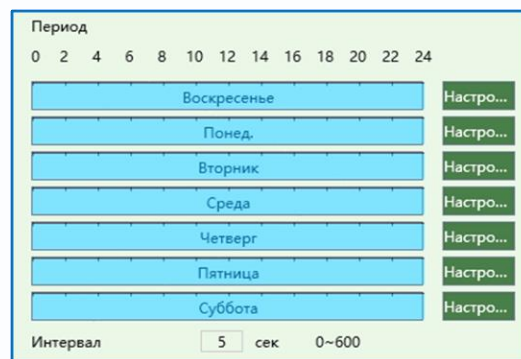 Период
0 2 4 6 8 10 12 14 16 18 20 22 24
Воскресенье Настро...
Понед. Настро...
Вторник Настро...
Среда Настро...
Четверг Настро...
Пятница Настро...
Суббота Настро...
Интервал 5 сек 0~600